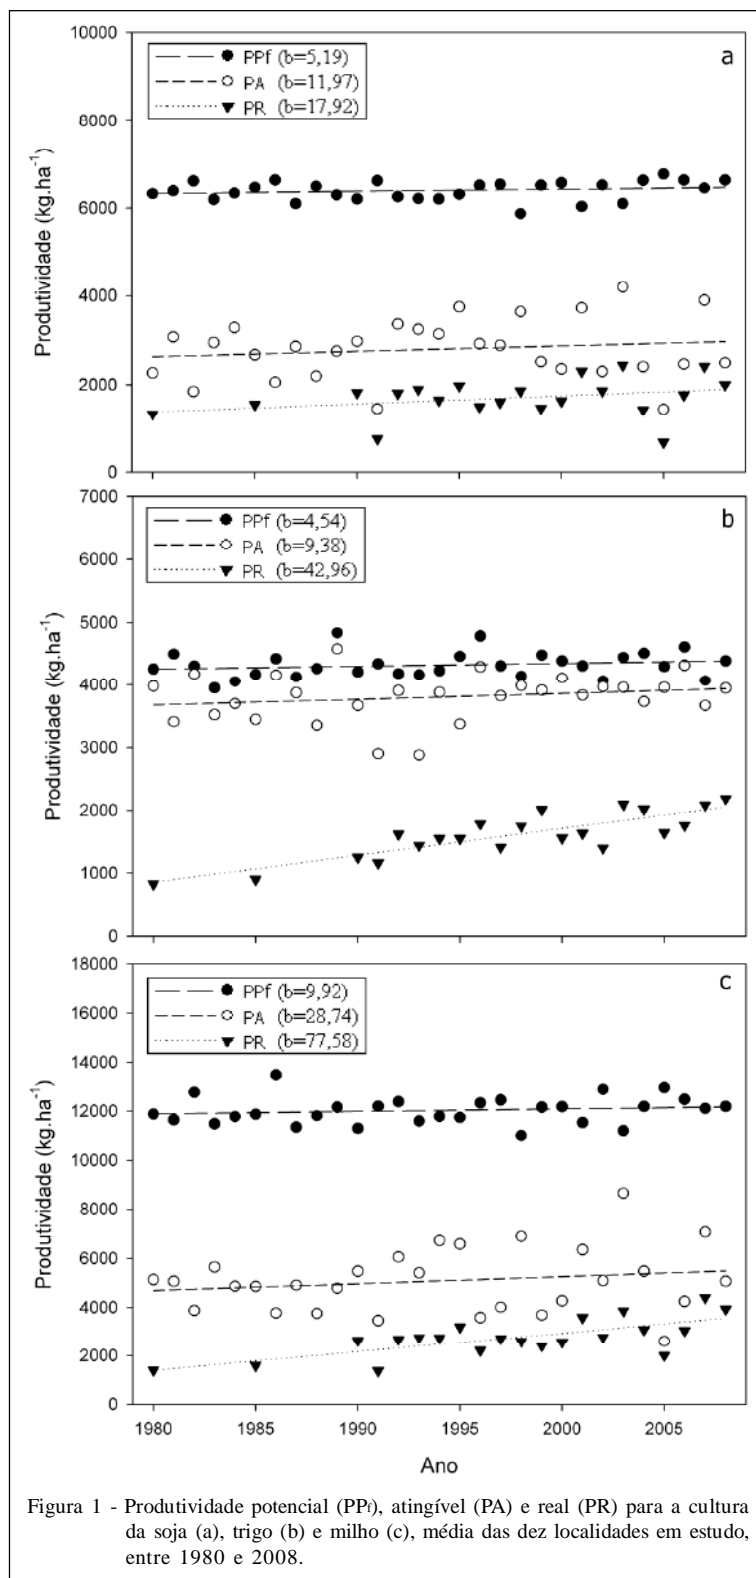 10000
8000
6000
4000
2000
0
Produtividade (kg.ha⁻¹)
a
PPf (b=5,19)
PA (b=11,97)
PR (b=17,92)
7000
6000
5000
4000
3000
2000
1000
0
Produtividade (kg.ha⁻¹)
b
PPf (b=4,54)
PA (b=9,38)
PR (b=42,96)
18000
16000
14000
12000
10000
8000
6000
4000
2000
0
Produtividade (kg.ha⁻¹)
c
PPf (b=9,92)
PA (b=28,74)
PR (b=77,58)
1980 1985 1990 1995 2000 2005
Ano
Figura 1 - Produtividade potencial (PPf), atingível (PA) e real (PR) para a cultura
da soja (a), trigo (b) e milho (c), média das dez localidades em estudo,
entre 1980 e 2008.